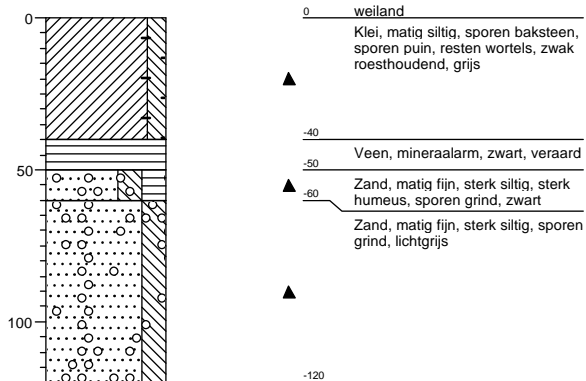 0
50
100
0 weiland
Klei, matig siltig, sporen baksteen,
sporen puin, resten wortels, zwak
roesthoudend, grijs
-40
Veen, mineraalarm, zwart, veraard
-50
Zand, matig fijn, sterk siltig, sterk
humeus, sporen grind, zwart
-60
Zand, matig fijn, sterk siltig, sporen
grind, lichtgrijs
-120